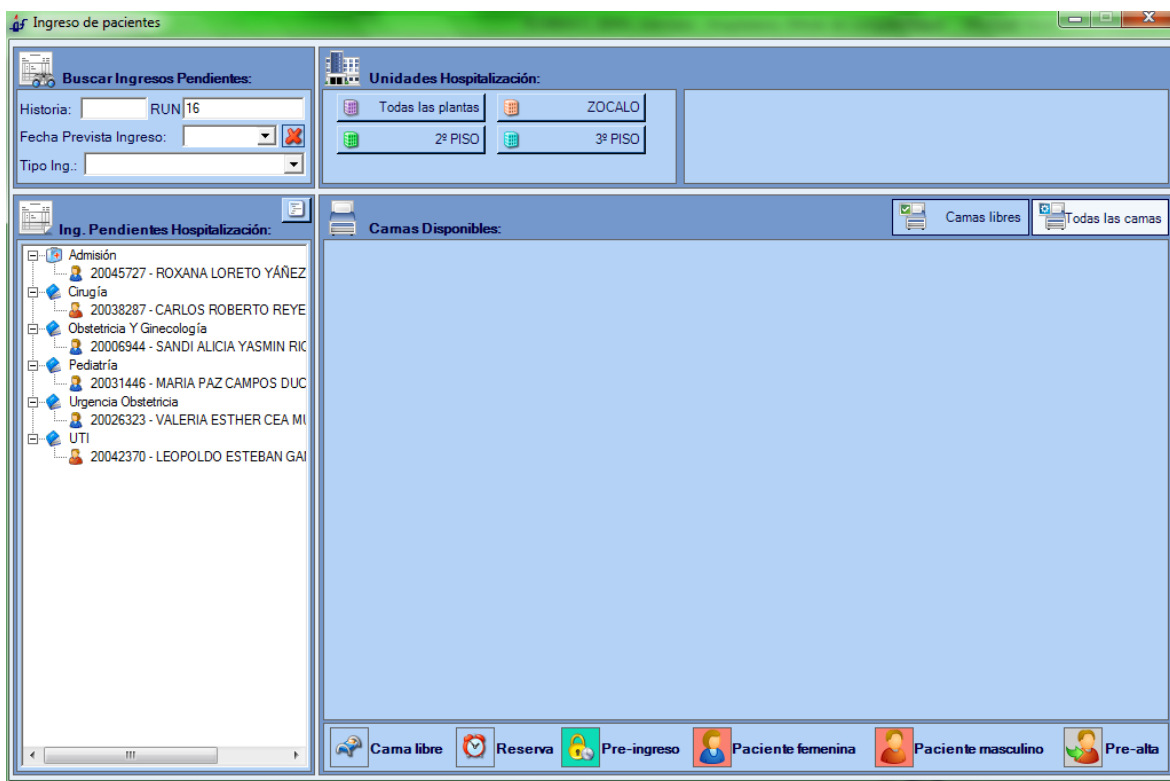 Ingreso de pacientes
Buscar Ingresos Pendientes:
Historia: RUN 16
Fecha Prevista Ingreso:
Tipo Ing.:
Unidades Hospitalización:
Todas las plantas ZOCALO
2º PISO 3º PISO
Ing. Pendientes Hospitalización:
Admisión
20045727 - ROXANA LORETO YÁÑEZ
Cirugía
20038287 - CARLOS ROBERTO REYE
Obstetricia Y Ginecología
20006944 - SANDI ALICIA YASMIN RIC
Pediatría
20031446 - MARIA PAZ CAMPOS DUC
Urgencia Obstetricia
20026323 - VALERIA ESTHER CEA MU
UTI
20042370 - LEOPOLDO ESTEBAN GAI
Camas Disponibles:
Camas libres Todas las camas
Cama libre Reserva Pre-ingreso Paciente femenina Paciente masculino Pre-alta